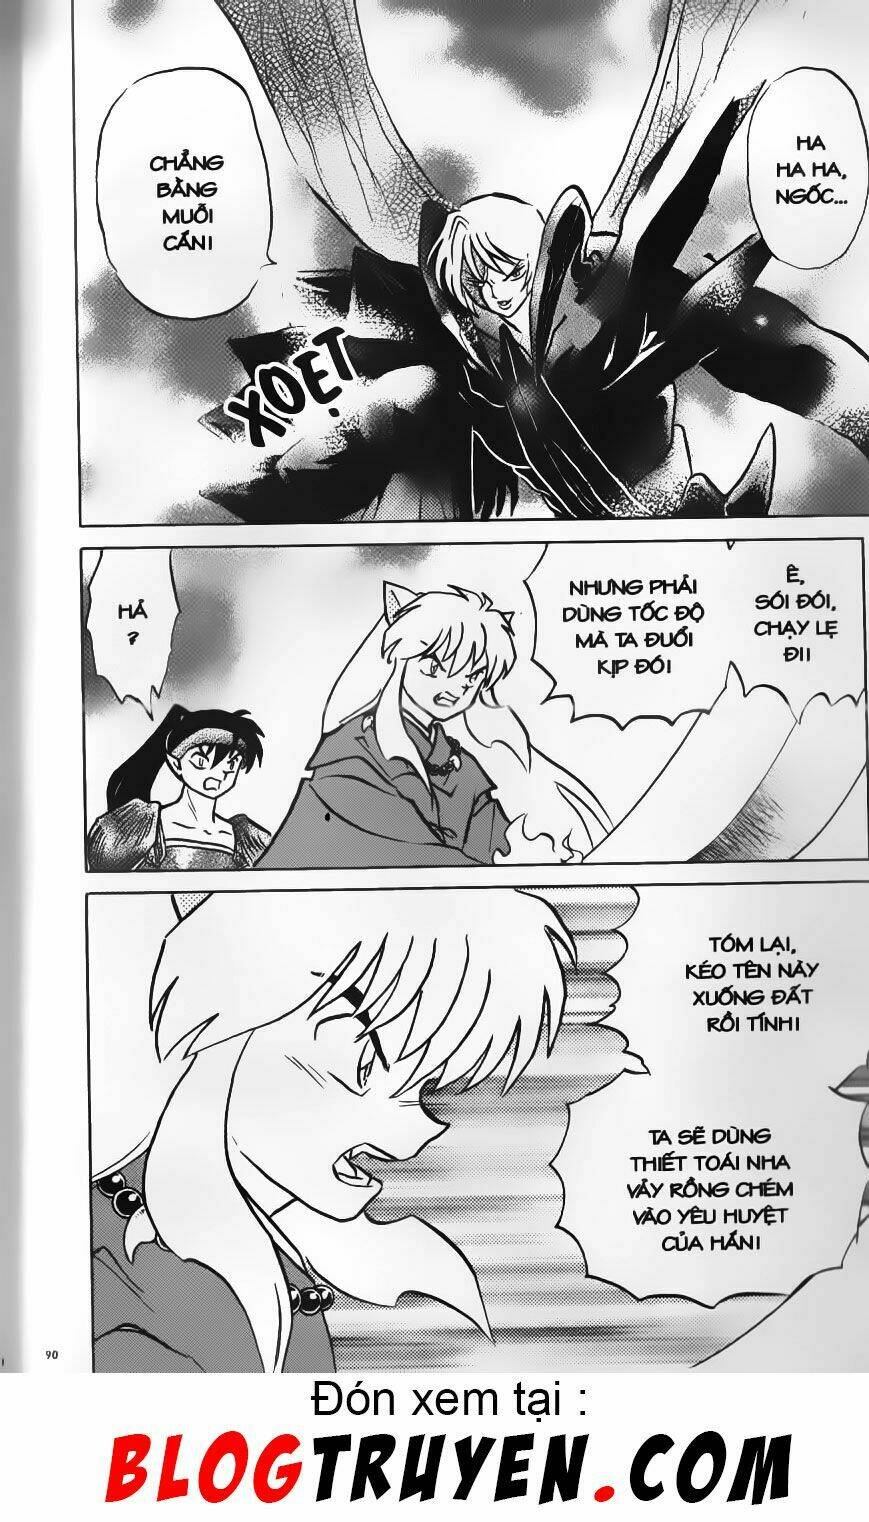 HA
HA HA,
NGỐC...
CHẲNG
BẰNG
MUỖI
CẮN!
XOẸT
Ê,
SÓI ĐÓI,
CHẠY LẸ
ĐI!
NHƯNG PHẢI
DÙNG TỐC ĐỘ
MÀ TA ĐUỔI
KỊP ĐÓ!
HẢ
?
TÓM LẠI,
KÉO TÊN NÀY
XUỐNG ĐẤT
RỒI TÍNH!
TA SẼ DÙNG
THIẾT TOÁI NHA
VẢY RỒNG CHÉM
VÀO YÊU HUYỆT
CỦA HẮN!
90
Đón xem tại :
BLOGTRUYEN.COM